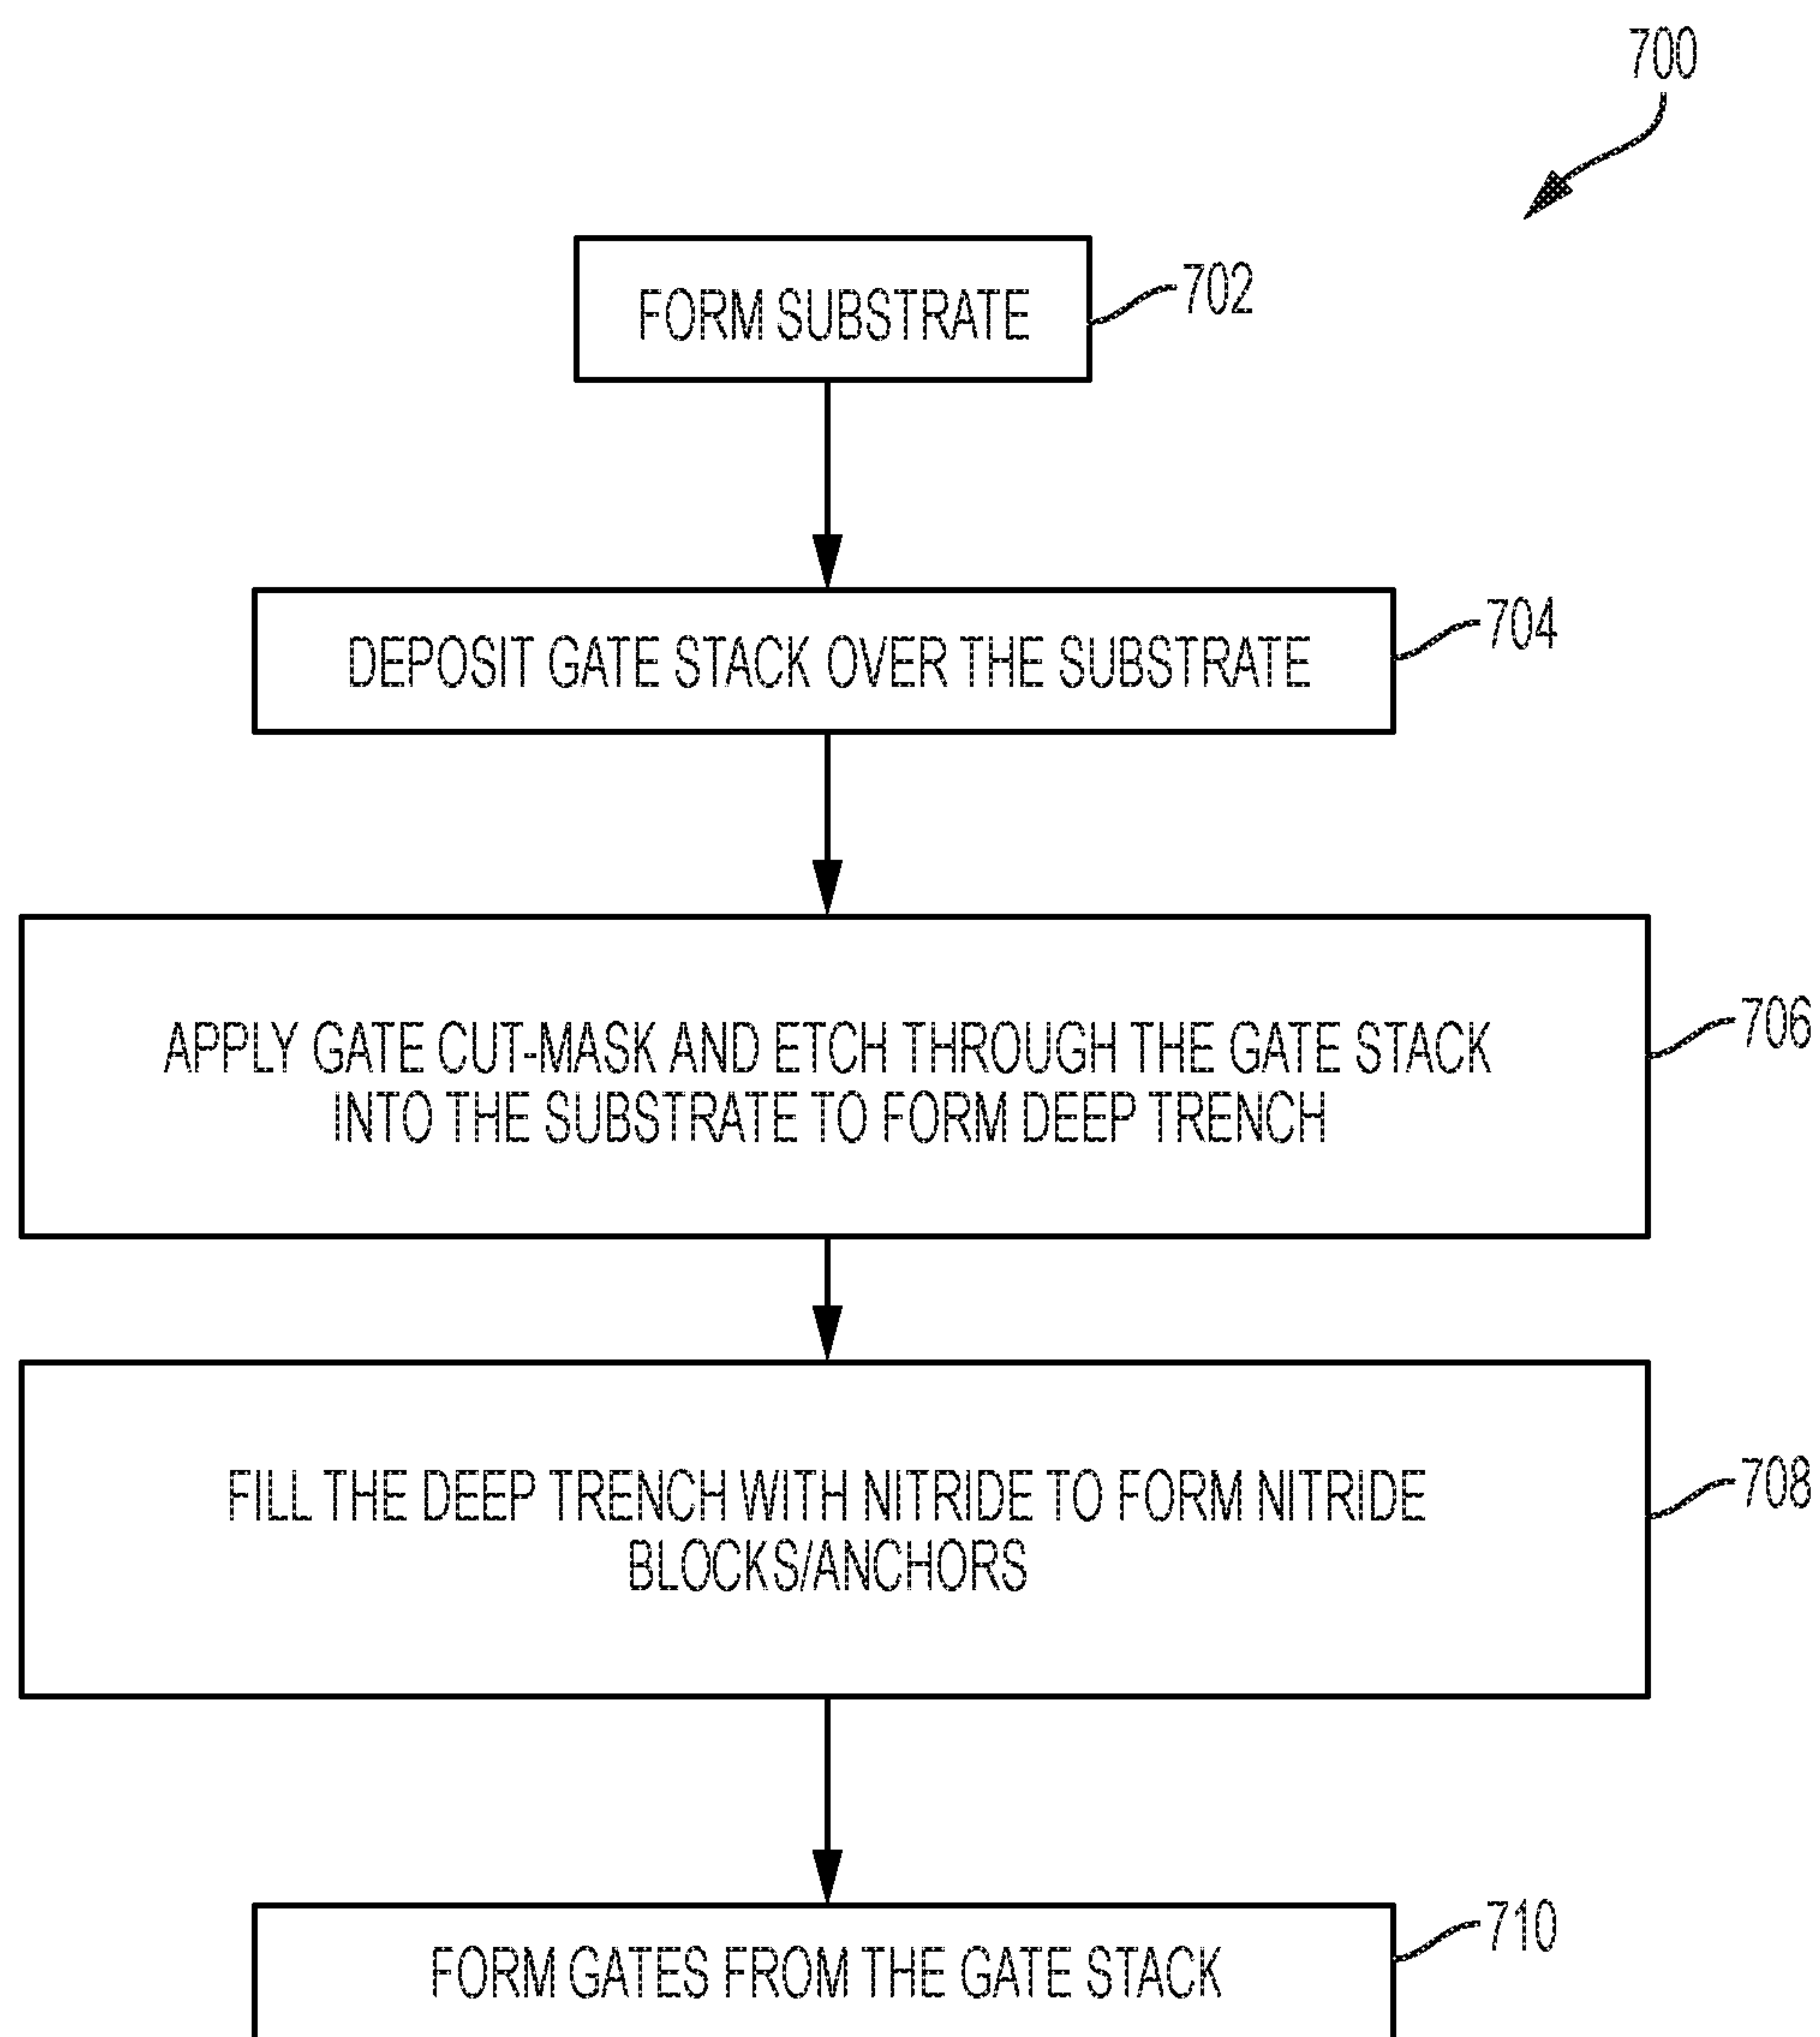 700
FORM SUBSTRATE
702
DEPOSIT GATE STACK OVER THE SUBSTRATE
704
APPLY GATE CUT-MASK AND ETCH THROUGH THE GATE STACK
INTO THE SUBSTRATE TO FORM DEEP TRENCH
706
FILL THE DEEP TRENCH WITH NITRIDE TO FORM NITRIDE
BLOCKS/ANCHORS
708
FORM GATES FROM THE GATE STACK
710